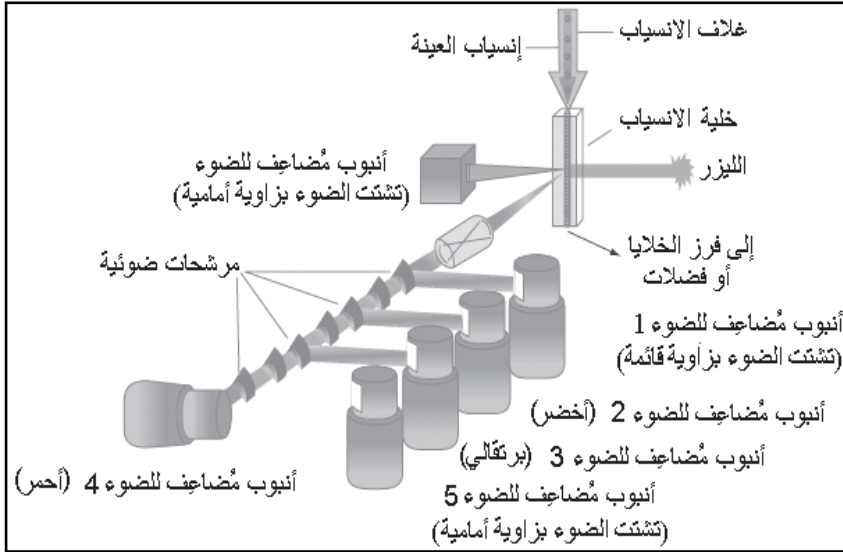 غلاف الانسياب
إنسياب العينة
خلية الانسياب
الليزر
أنبوب مُضاعِف للضوء
(تشتت الضوء بزاوية أمامية)
إلى فرز الخلايا
أو فضلات
مرشحات ضوئية
أنبوب مُضاعِف للضوء 1
(تشتت الضوء بزاوية قائمة)
أنبوب مُضاعِف للضوء 2 (أخضر)
أنبوب مُضاعِف للضوء 3 (برتقالي)
أنبوب مُضاعِف للضوء 4 (أحمر)
أنبوب مُضاعِف للضوء
5
(تشتت الضوء بزاوية أمامية)